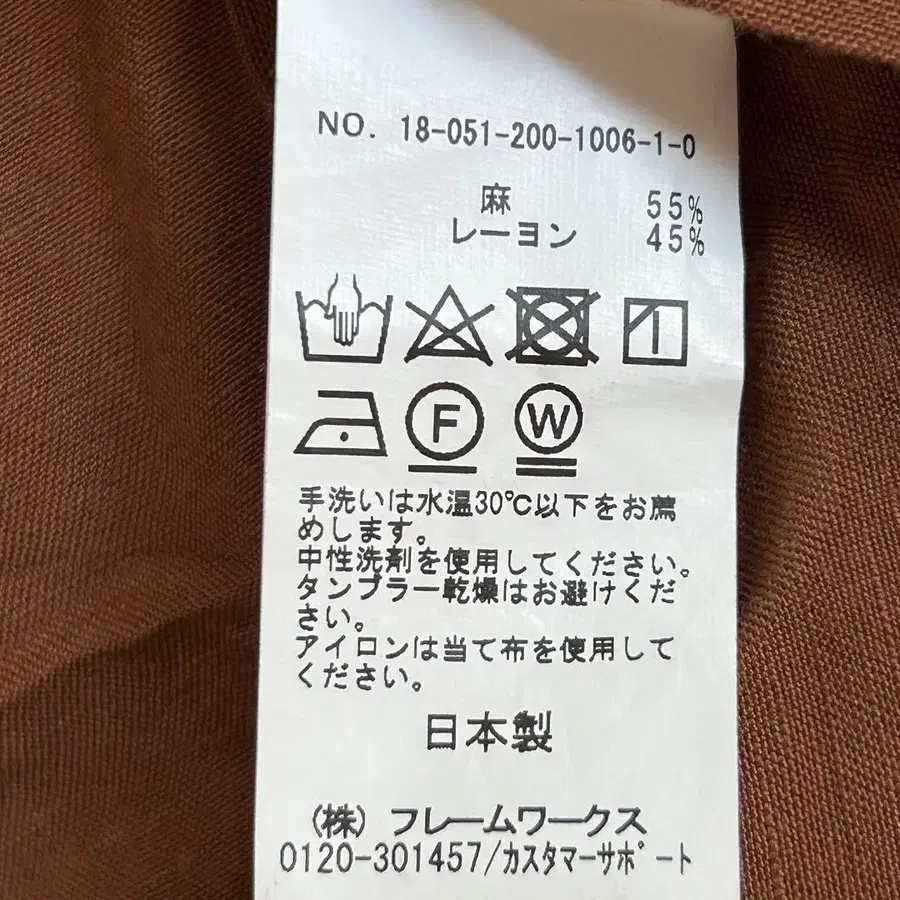 NO. 18-051-200-1006-1-0
麻 55%
レーヨン 45%
F W
手洗いは水温30℃以下をお薦
めします。
中性洗剤を使用してください。
タンブラー乾燥はお避けくだ
さい。
アイロンは当て布を使用して
ください。
日本製
(株) フレームワークス
0120-301457/カスタマーサポート